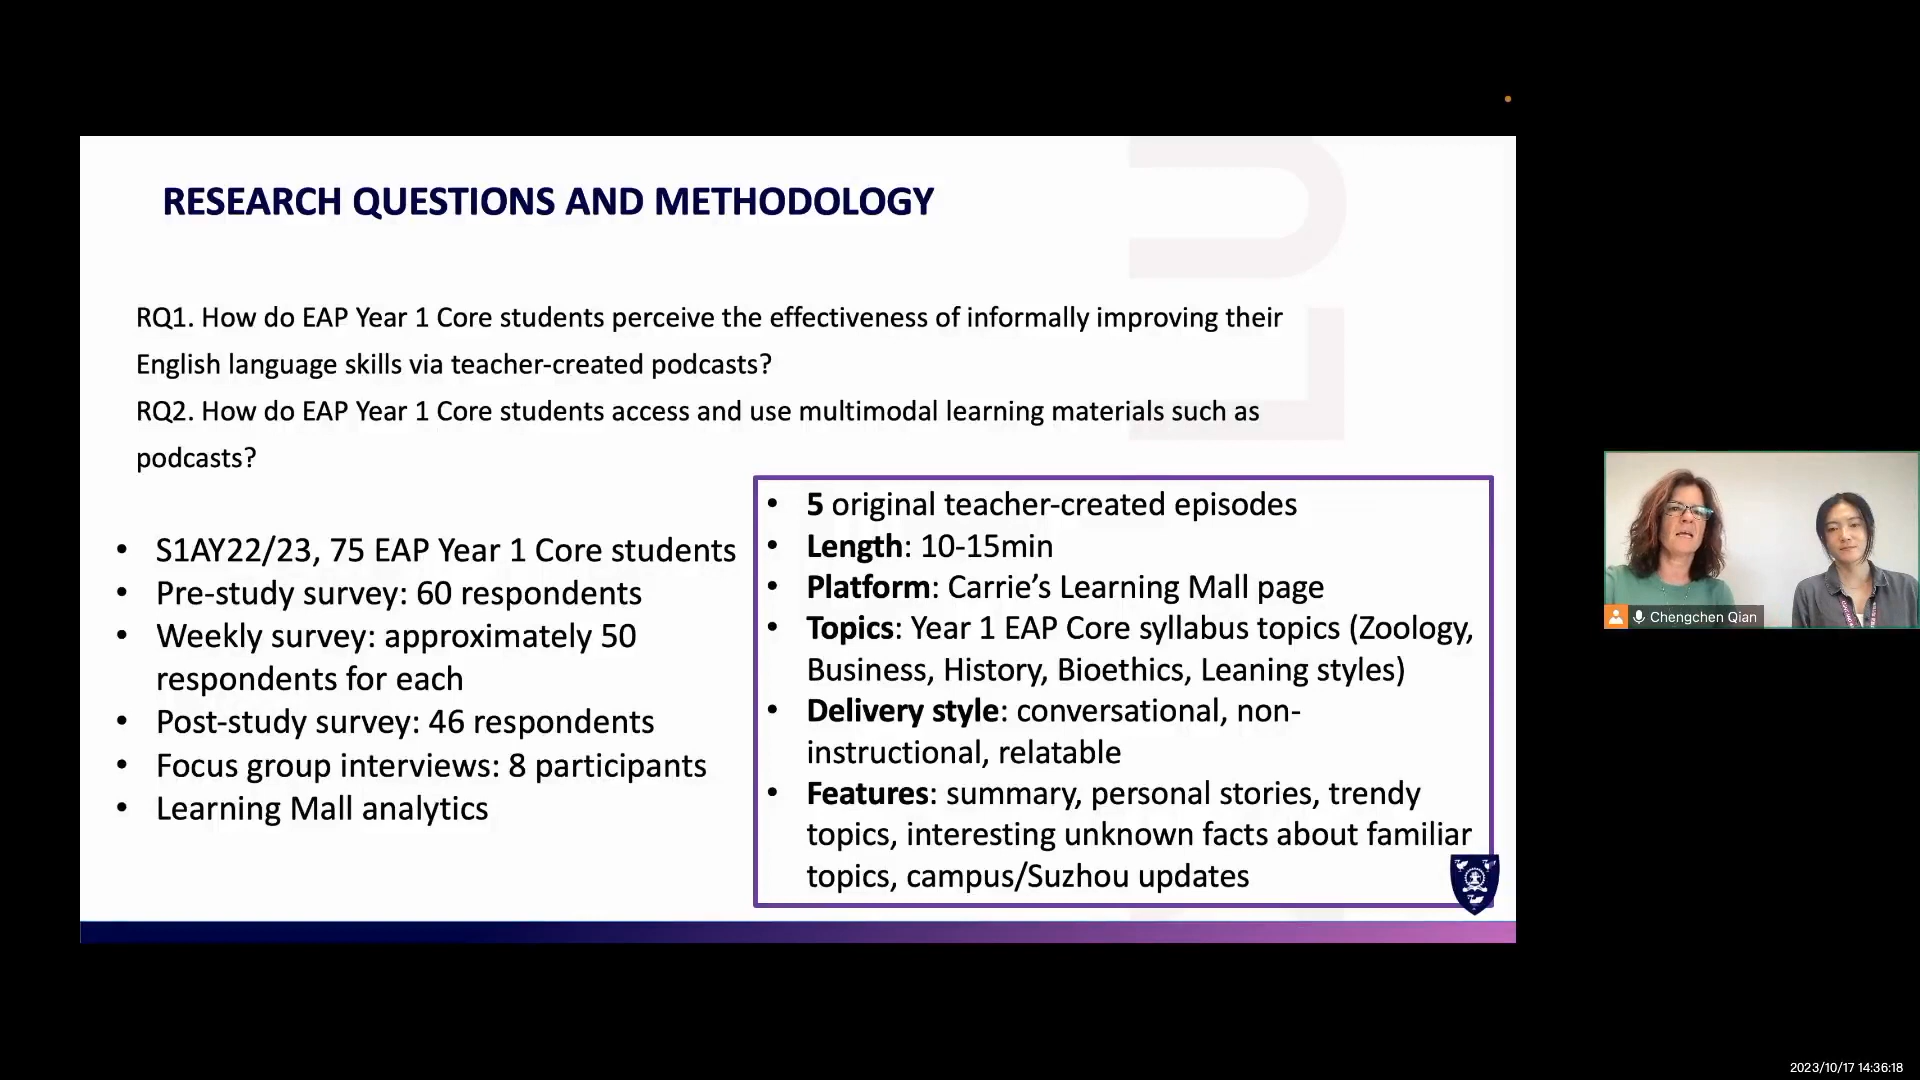 RESEARCH QUESTIONS AND METHODOLOGY
RQ1. How do EAP Year 1 Core students perceive the effectiveness of informally improving their
English language skills via teacher-created podcasts?
RQ2. How do EAP Year 1 Core students access and use multimodal learning materials such as
podcasts?
• S1AY22/23, 75 EAP Year 1 Core students
• Pre-study survey: 60 respondents
• Weekly survey: approximately 50
respondents for each
• Post-study survey: 46 respondents
• Focus group interviews: 8 participants
• Learning Mall analytics
• 5 original teacher-created episodes
• Length: 10-15min
• Platform: Carrie’s Learning Mall page
• Topics: Year 1 EAP Core syllabus topics (Zoology,
Business, History, Bioethics, Leaning styles)
• Delivery style: conversational, non-
instructional, relatable
• Features: summary, personal stories, trendy
topics, interesting unknown facts about familiar
topics, campus/Suzhou updates
Chengchen Qian
2023/10/17 14:36:18